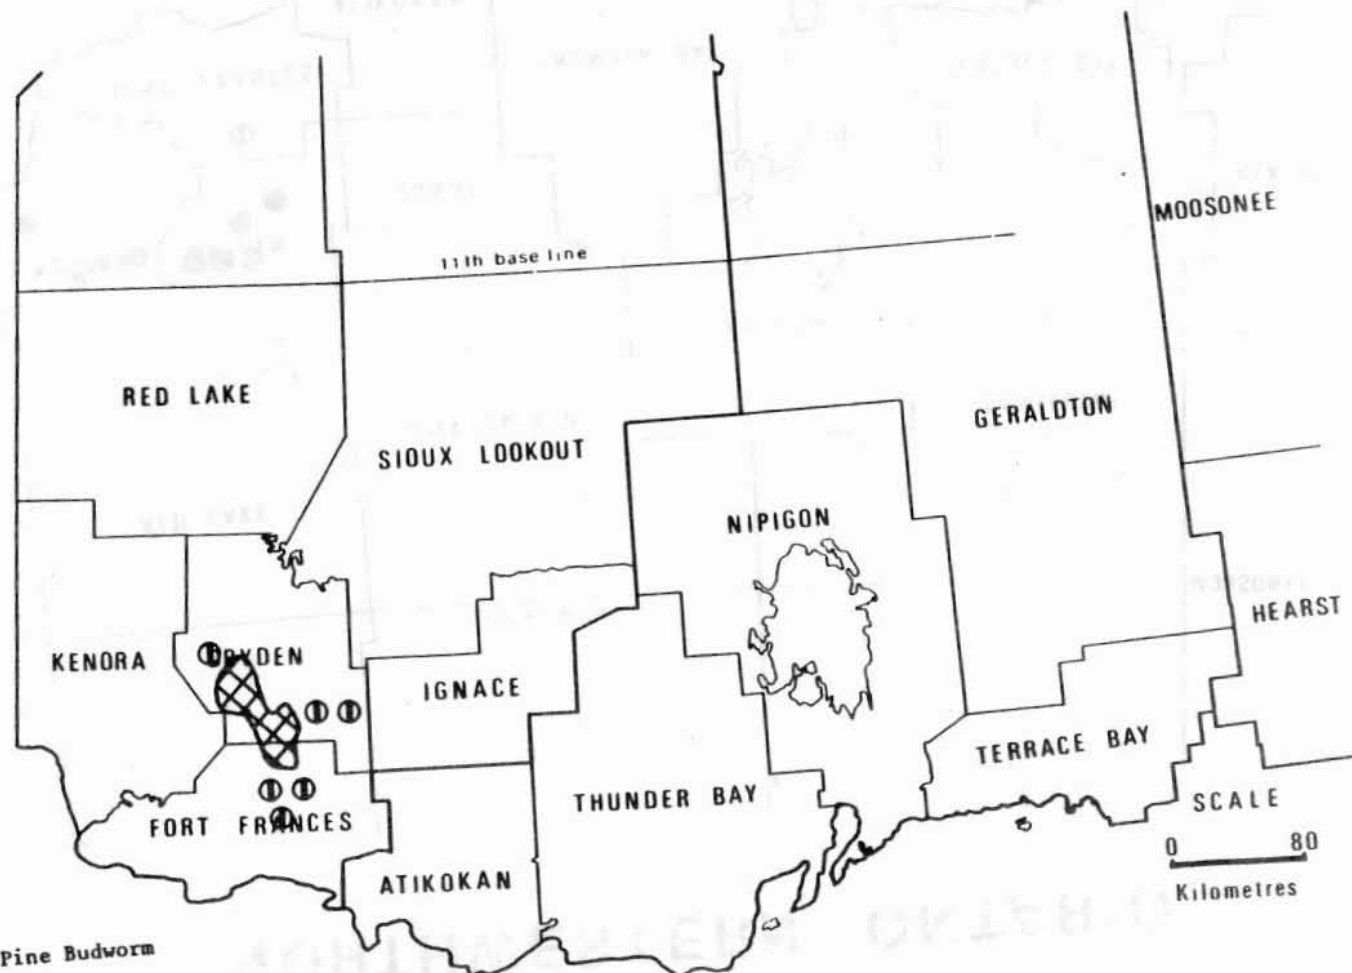 MOOSONEE
11th base line
RED LAKE
GERALDTON
SIOUX LOOKOUT
NIPIGON
HEARST
KENORA
DRYDEN
IGNACE
TERRACE BAY
THUNDER BAY
SCALE
FORT FRANCES
0 80
ATIKOKAN
Kilometres
Pine Budworm